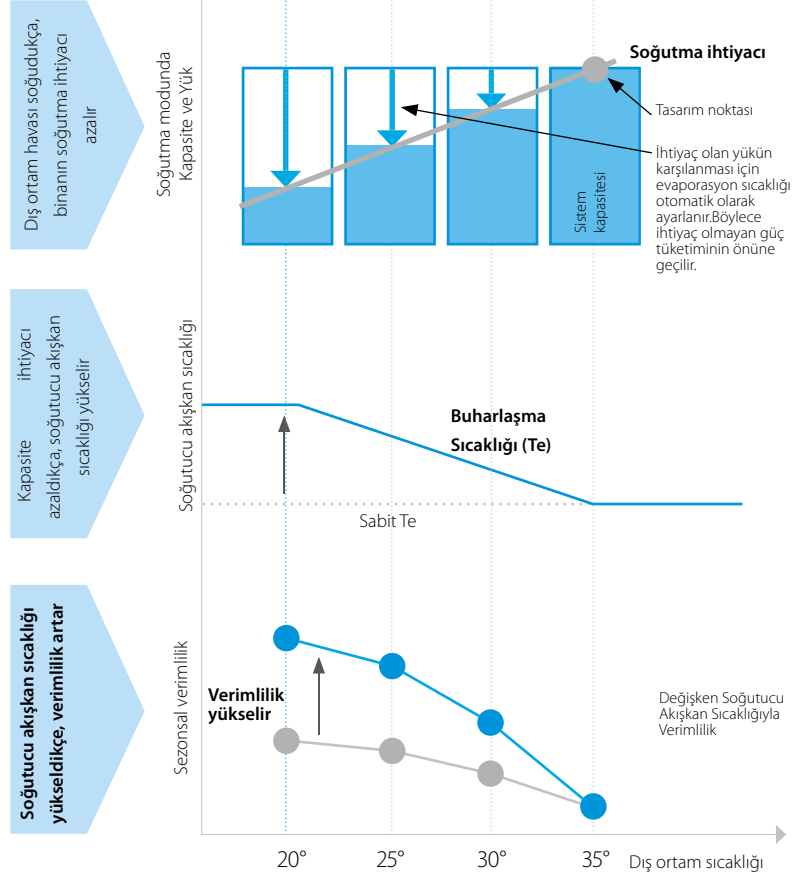 Dış ortam havası soğudukça,
binanın soğutma ihtiyacı
azalır
Soğutma modunda
Kapasite ve Yük
Soğutma ihtiyacı
Tasarım noktası
İhtiyaç olan yükün
karşılanması için
evaporasyon sıcaklığı
otomatik olarak
ayarlanır.Böylece
ihtiyaç olmayan güç
tüketiminin önüne
geçilir.
Sistem
kapasitesi
Kapasite ihtiyacı
azaldıkça, soğutucu akışkan
sıcaklığı yükselir
Soğutucu akışkan sıcaklığı
Buharlaşma
Sıcaklığı (Te)
Sabit Te
Soğutucu akışkan sıcaklığı
yükseldikçe, verimlilik artar
Sezonsal verimlilik
Verimlilik
yükselir
Değişken Soğutucu
Akışkan Sıcaklığıyla
Verimlilik
20° 25° 30° 35° Dış ortam sıcaklığı